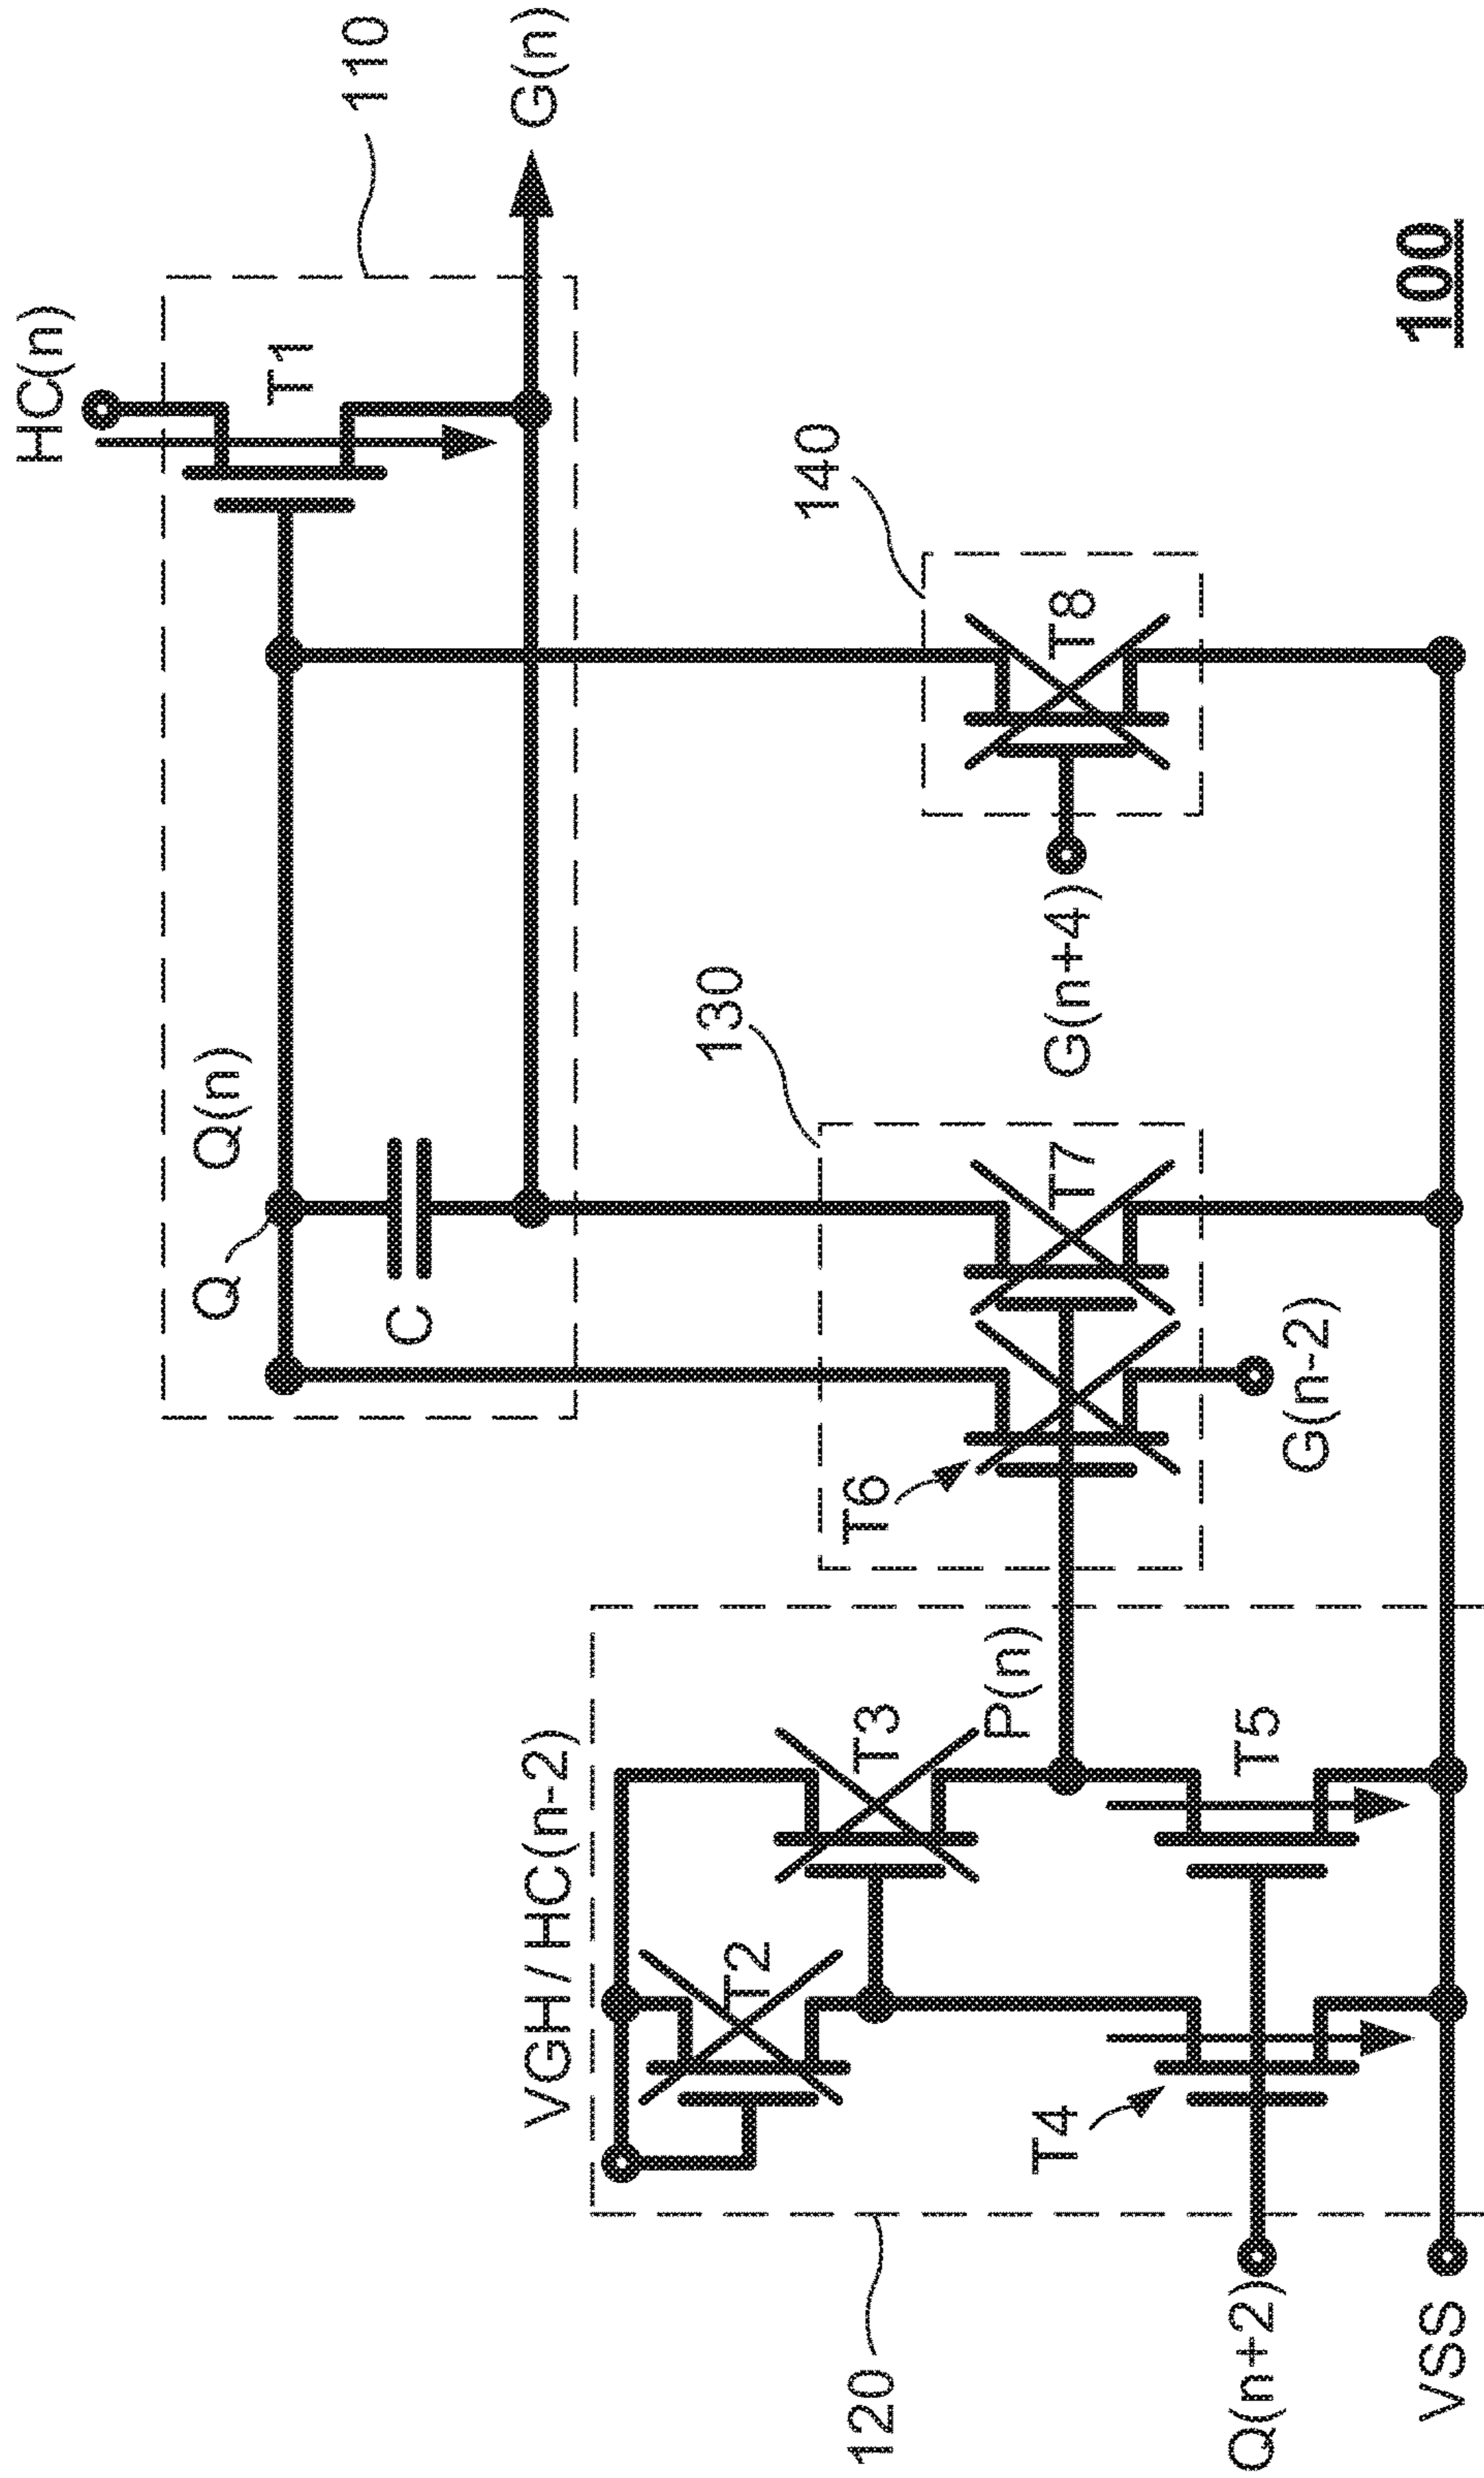 HC(n)
110
T1
G(n)
Q
Q(n)
C
VGH / HC(n-2)
130
140
T2
T3
T6
T7
T8
P(n)
G(n+4)
120
T4
T5
G(n-2)
Q(n+2)
VSS
100